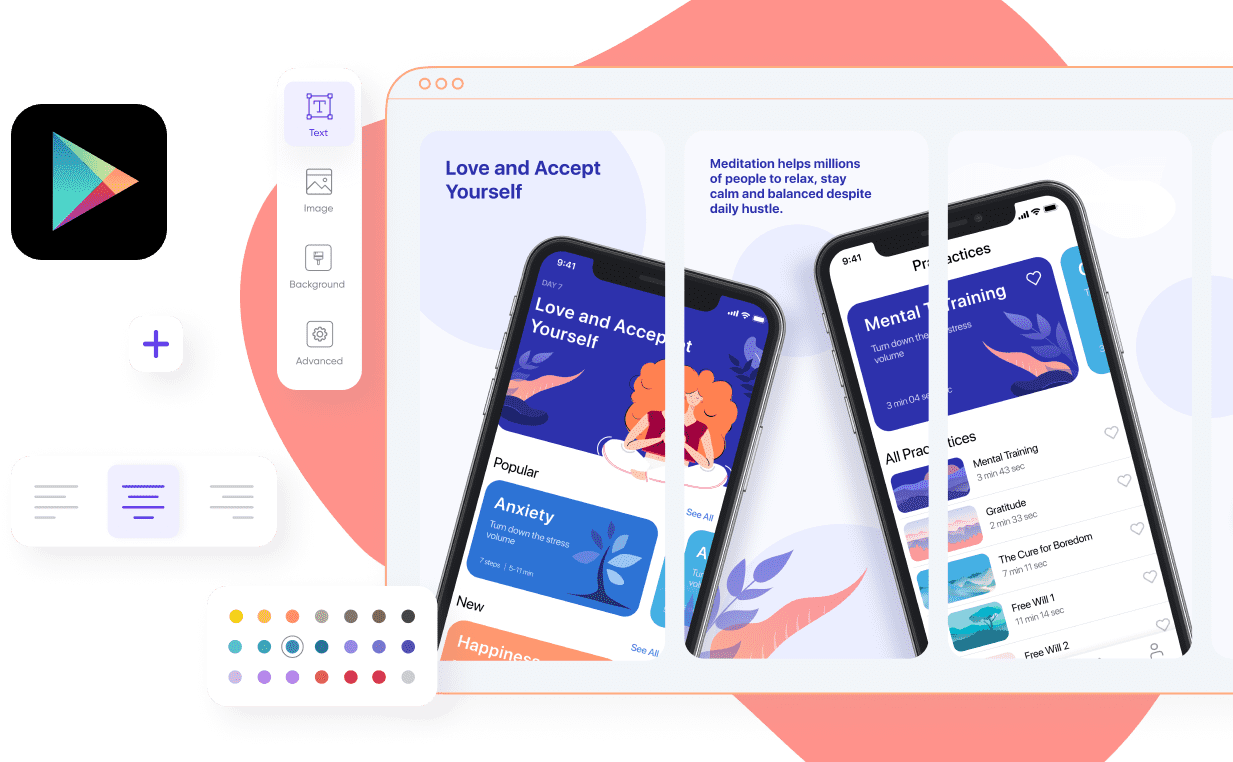 Text
Image
Background
Advanced
Love and Accept
Yourself
9:41
DAY 7
Love and Accept
Yourself
Popular
See All
Anxiety
Turn down the stress
volume
7 steps | 5-11 min
A
Tu
New
See All
Happiness
Meditation helps millions
of people to relax, stay
calm and balanced despite
daily hustle.
9:41
Practices
Mental Training
Turn down the stress
volume
3 min 04 sec
All Practices
Mental Training
3 min 43 sec
Gratitude
2 min 33 sec
The Cure for Boredom
7 min 11 sec
Free Will 1
11 min 14 sec
Free Will 2